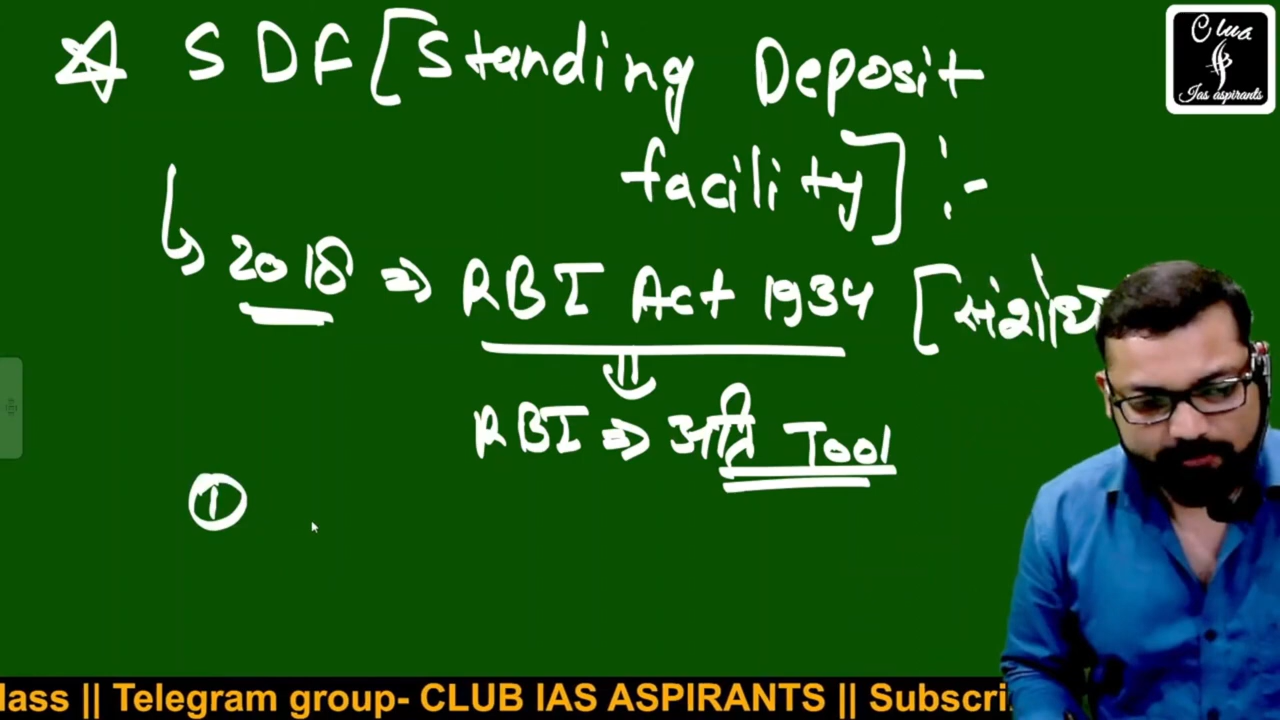 SDF [Standing Deposit
facility] :-
2018 ⇒ RBI Act 1934 [संशोध
RBI ⇒ अति Tool
①
Club
Ias aspirants
lass || Telegram group- CLUB IAS ASPIRANTS || Subscri